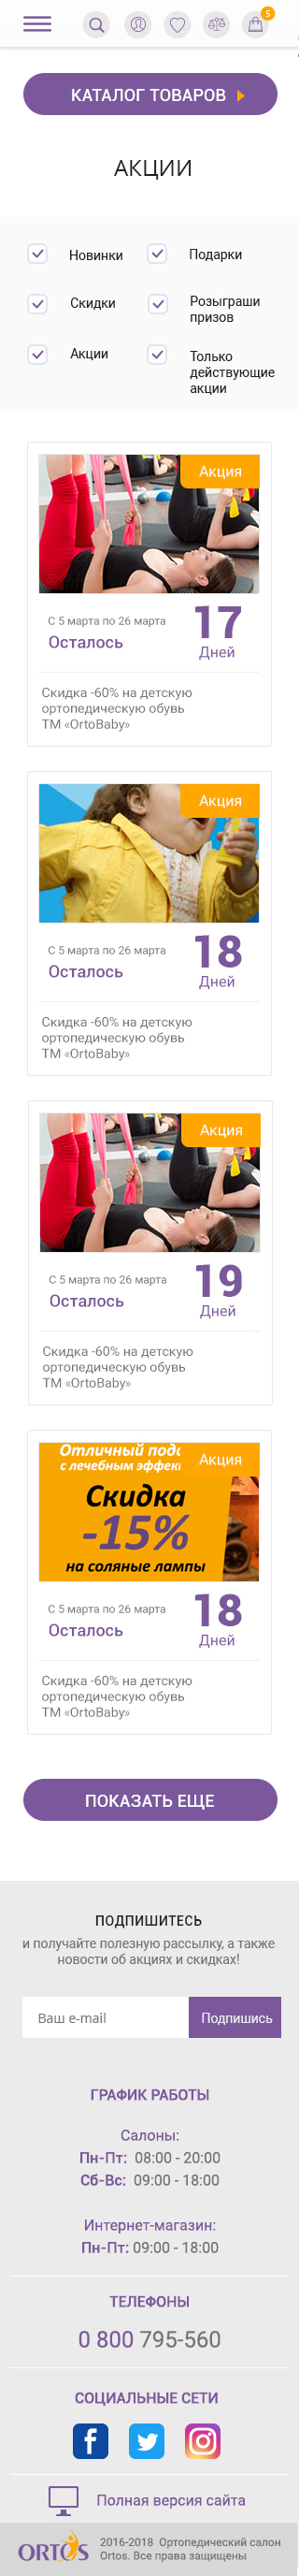 5
КАТАЛОГ ТОВАРОВ
АКЦИИ
Новинки
Подарки
Скидки
Розыграши
призов
Акции
Только
действующие
акции
Акция
С 5 марта по 26 марта
Осталось
17
Дней
Скидка -60% на детскую
ортопедическую обувь
ТМ «OrtoBaby»
Акция
С 5 марта по 26 марта
Осталось
18
Дней
Скидка -60% на детскую
ортопедическую обувь
ТМ «OrtoBaby»
Акция
С 5 марта по 26 марта
Осталось
19
Дней
Скидка -60% на детскую
ортопедическую обувь
ТМ «OrtoBaby»
Отличный
с лечебным
Акция
Скидка
-15%
на соляные лампы
С 5 марта по 26 марта
Осталось
18
Дней
Скидка -60% на детскую
ортопедическую обувь
ТМ «OrtoBaby»
ПОКАЗАТЬ ЕЩЕ
ПОДПИШИТЕСЬ
и получайте полезную рассылку, а также
новости об акциях и скидках!
Ваш e-mail
Подпишись
ГРАФИК РАБОТЫ
Салоны:
Пн-Пт: 08:00 - 20:00
Сб-Вс: 09:00 - 18:00
Интернет-магазин:
Пн-Пт: 09:00 - 18:00
ТЕЛЕФОНЫ
0 800 795-560
СОЦИАЛЬНЫЕ СЕТИ
Полная версия сайта
ORTOS
2016-2018 Ортопедический салон
Ortos. Все права защищены